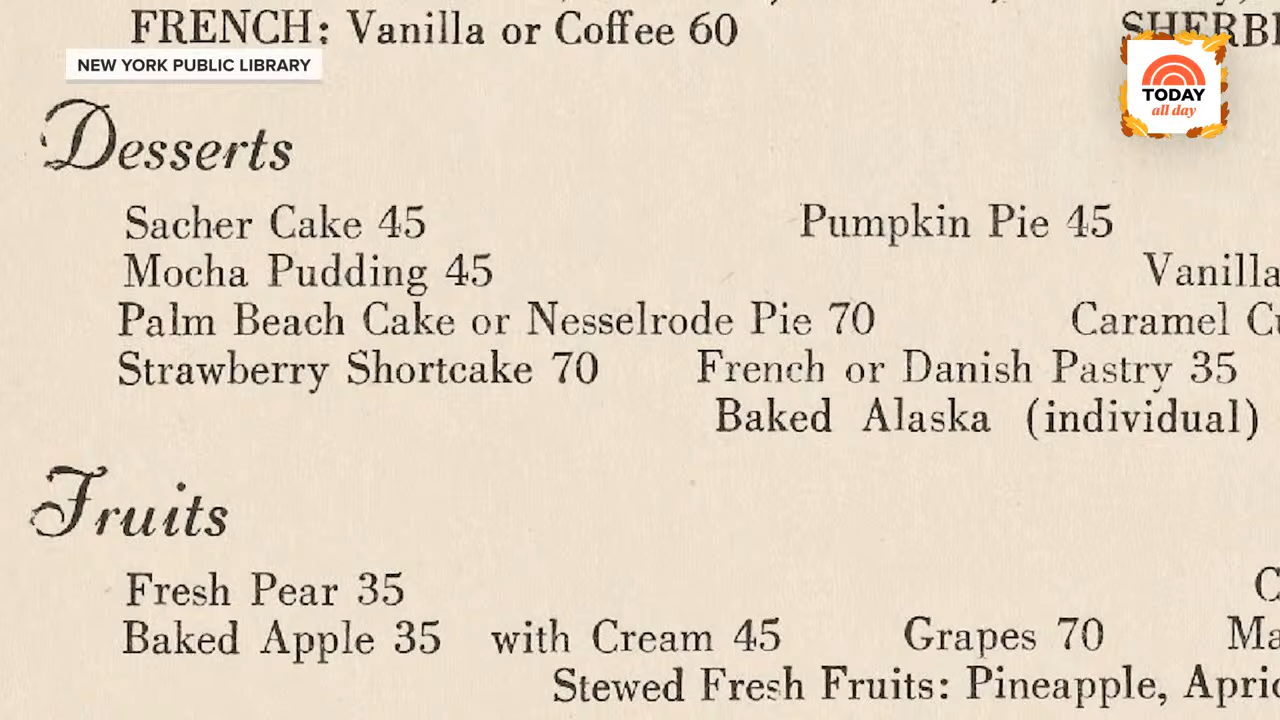 FRENCH: Vanilla or Coffee 60
NEW YORK PUBLIC LIBRARY
TODAY
all day
Desserts
Sacher Cake 45 Pumpkin Pie 45
Mocha Pudding 45 Vanilla
Palm Beach Cake or Nesselrode Pie 70 Caramel
Strawberry Shortcake 70 French or Danish Pastry 35
Baked Alaska (individual)
Fruits
Fresh Pear 35
Baked Apple 35 with Cream 45 Grapes 70
Stewed Fresh Fruits: Pineapple,